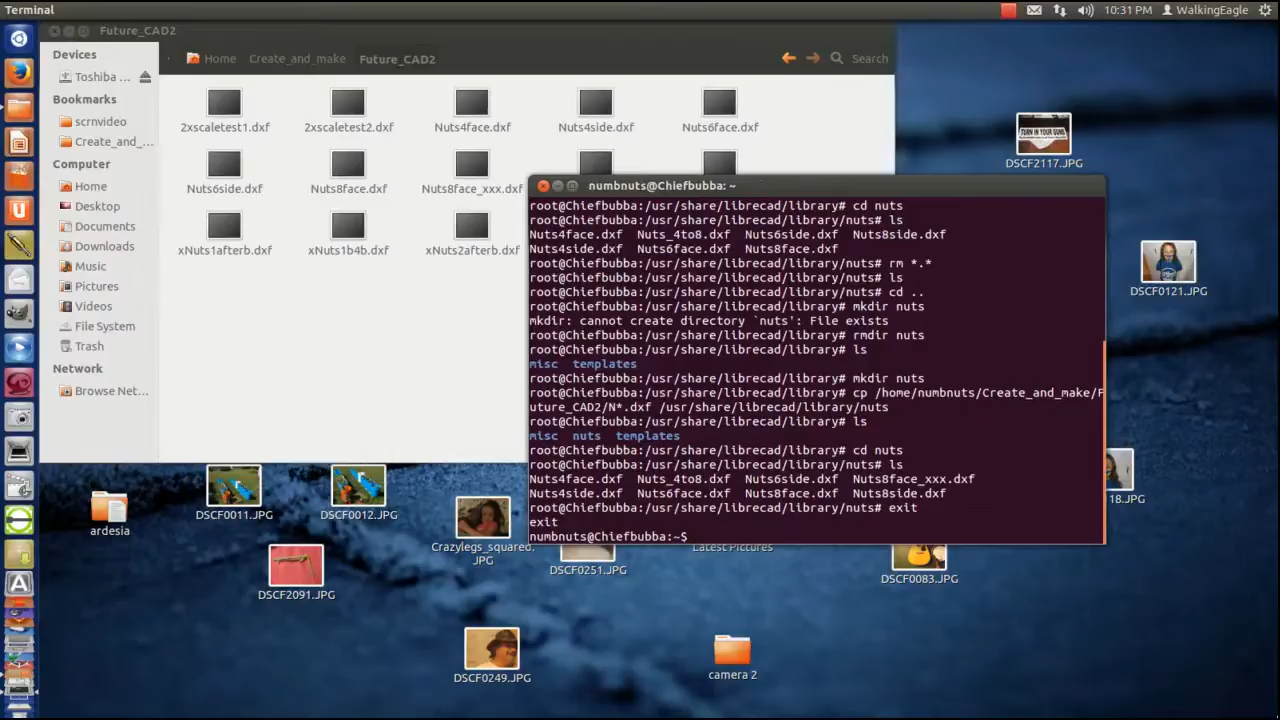 Terminal
10:31 PM
WalkingEagle
Future_CAD2
Devices
Toshiba ...
Bookmarks
scrnvideo
Create_and_...
Computer
Home
Desktop
Documents
Downloads
Music
Pictures
Videos
File System
Trash
Network
Browse Net...
Home
Create_and_make
Future_CAD2
Search
2xscaletest1.dxf
2xscaletest2.dxf
Nuts4face.dxf
Nuts4side.dxf
Nuts6face.dxf
Nuts6side.dxf
Nuts8face.dxf
Nuts8face_xxx.dxf
xNuts1afterb.dxf
xNuts1b4b.dxf
xNuts2afterb.dxf
numbnuts@Chiefbubba: ~
root@Chiefbubba:/usr/share/librecad/library# cd nuts
root@Chiefbubba:/usr/share/librecad/library/nuts# ls
Nuts4face.dxf  Nuts_4to8.dxf  Nuts6side.dxf  Nuts8side.dxf
Nuts4side.dxf  Nuts6face.dxf  Nuts8face.dxf
root@Chiefbubba:/usr/share/librecad/library/nuts# rm *.*
root@Chiefbubba:/usr/share/librecad/library/nuts# ls
root@Chiefbubba:/usr/share/librecad/library/nuts# cd ..
root@Chiefbubba:/usr/share/librecad/library# mkdir nuts
mkdir: cannot create directory `nuts': File exists
root@Chiefbubba:/usr/share/librecad/library# rmdir nuts
root@Chiefbubba:/usr/share/librecad/library# ls
misc  templates
root@Chiefbubba:/usr/share/librecad/library# mkdir nuts
root@Chiefbubba:/usr/share/librecad/library# cp /home/numbnuts/Create_and_make/F
uture_CAD2/N*.dxf /usr/share/librecad/library/nuts
root@Chiefbubba:/usr/share/librecad/library# ls
misc  nuts  templates
root@Chiefbubba:/usr/share/librecad/library# cd nuts
root@Chiefbubba:/usr/share/librecad/library/nuts# ls
Nuts4face.dxf  Nuts_4to8.dxf  Nuts6side.dxf  Nuts8face_xxx.dxf
Nuts4side.dxf  Nuts6face.dxf  Nuts8face.dxf  Nuts8side.dxf
root@Chiefbubba:/usr/share/librecad/library/nuts# exit
exit
numbnuts@Chiefbubba:~$
TURN IN YOUR GUNS
DSCF2117.JPG
DSCF0121.JPG
18.JPG
ardesia
DSCF0011.JPG
DSCF0012.JPG
Crazylegs_squared.
JPG
DSCF0251.JPG
Latest Pictures
DSCF0083.JPG
DSCF2091.JPG
DSCF0249.JPG
camera 2